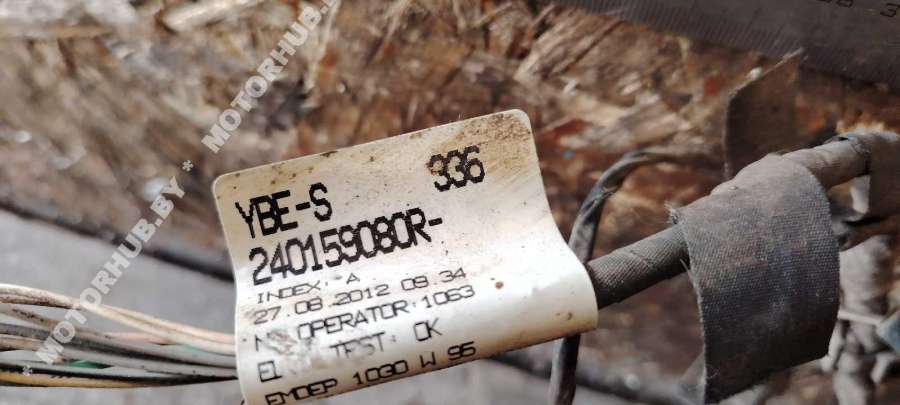 YBE-S 336
240159080R-
INDEX: A
27.08.2012 09.34
OPERATOR:1063
TEST: OK
EMDEP 1030 W 95
MOTORHUB.BY * MOTORHUB.BY * MOTORHUB